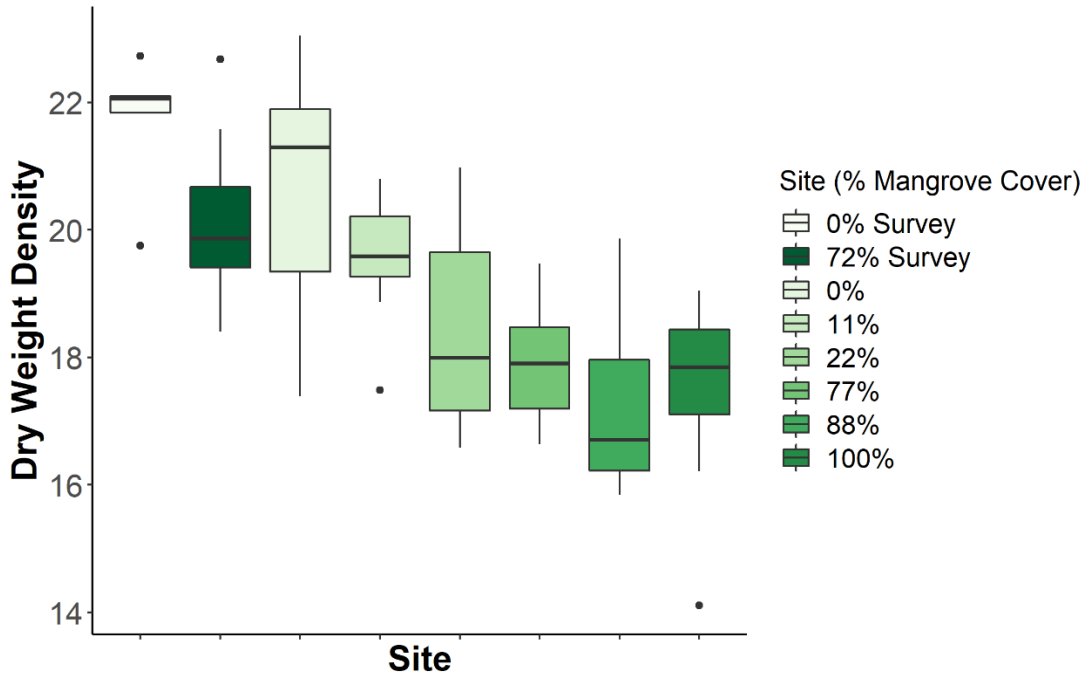 22
20
18
16
14
Dry Weight Density
Site
Site (% Mangrove Cover)
0% Survey
72% Survey
0%
11%
22%
77%
88%
100%